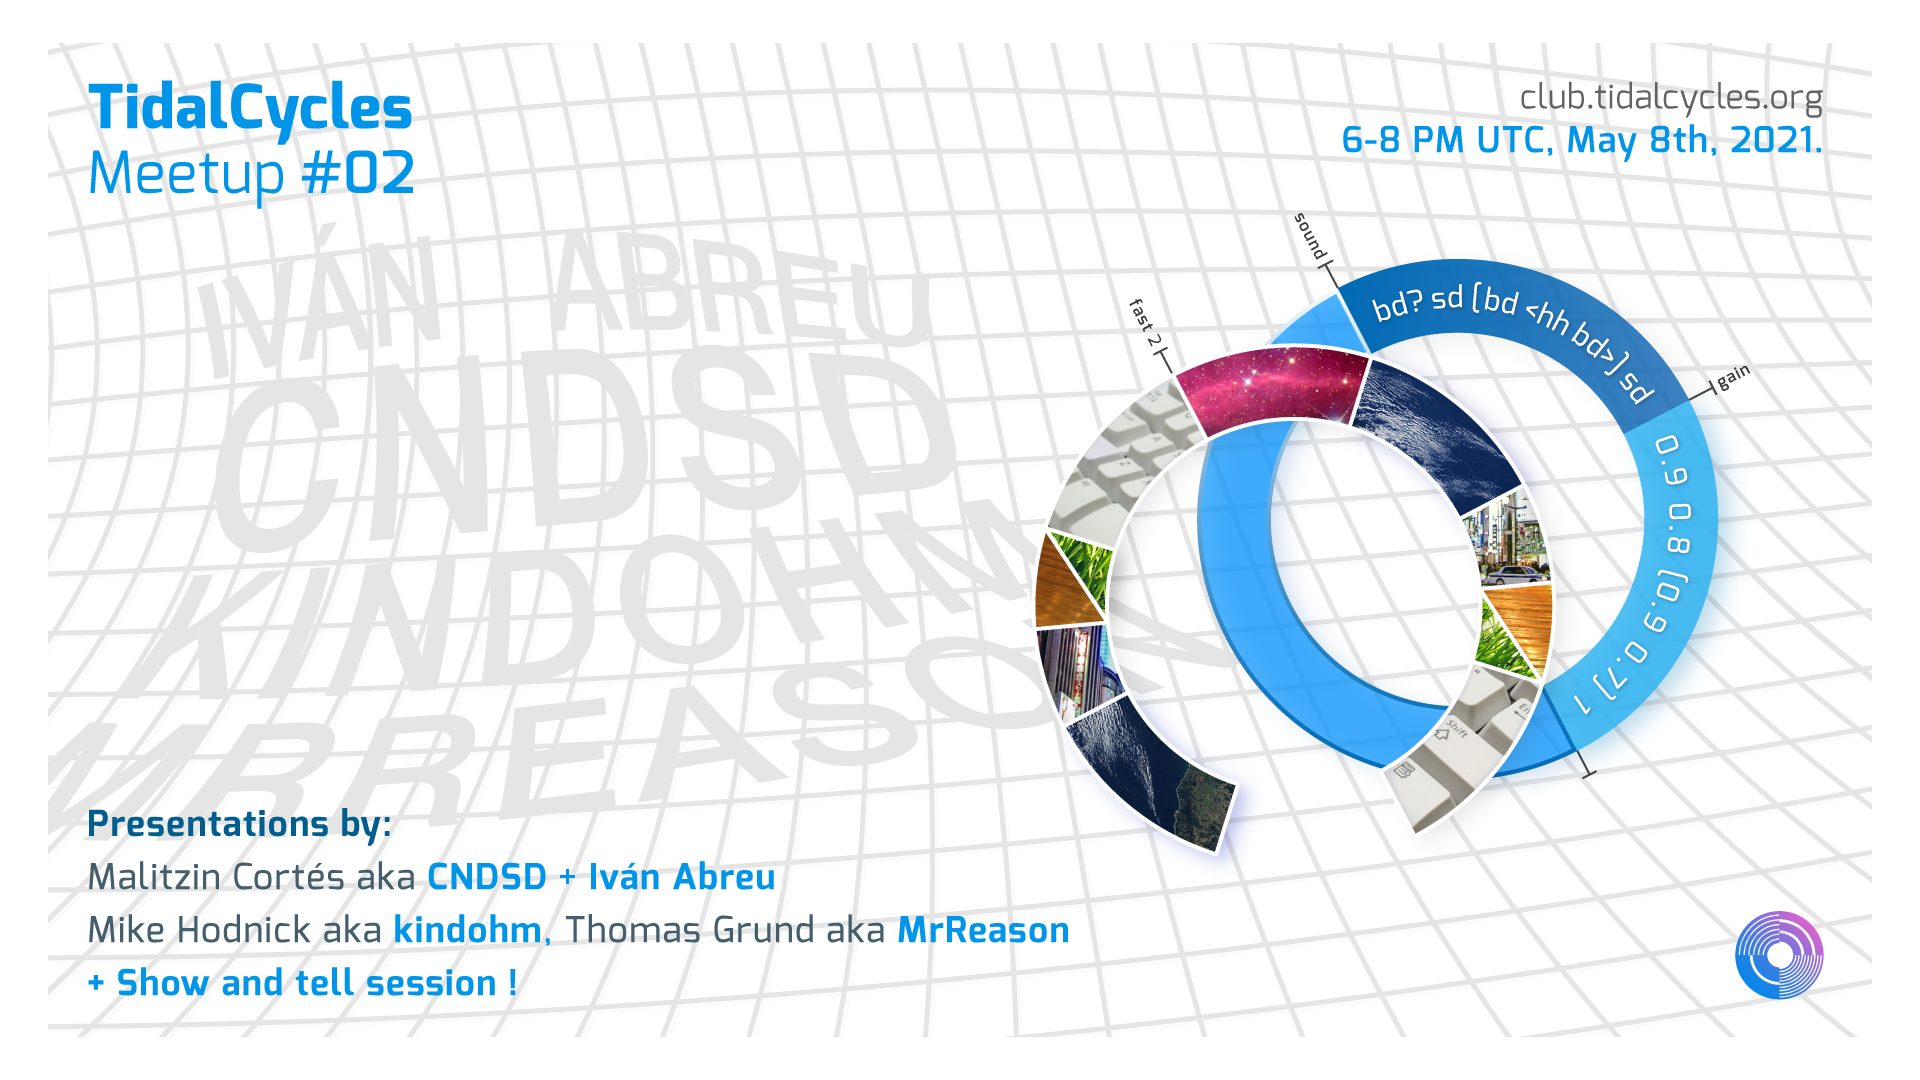 TidalCycles
Meetup #02
club.tidalcycles.org
6-8 PM UTC, May 8th, 2021.
IVÁN ABREU
CNDSD
KINDOHM
MRREASON
sound
fast 2
gain
bd? sd [bd <hh bd>] sd
0.9 0.8 [0.9 0.7] 1
Shift
Presentations by:
Malitzin Cortés aka CNDSD + Iván Abreu
Mike Hodnick aka kindohm, Thomas Grund aka MrReason
+ Show and tell session !